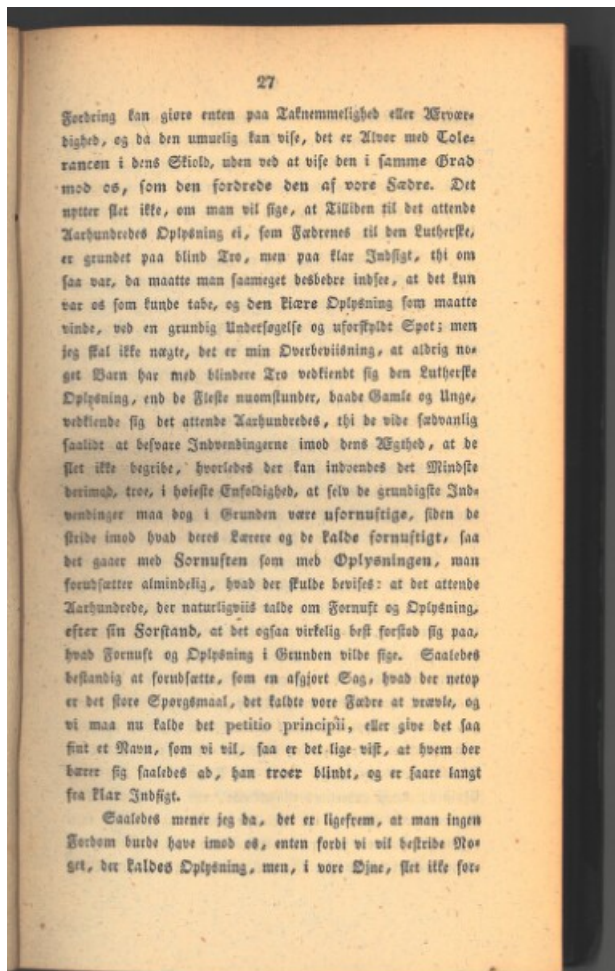 27
Fordring kan giøre enten paa Taknemmelighed eller Ærvær-
dighed, og da den umuelig kan vise, det er Alvor med Tole-
rancen i dens Skiold, uden ved at vise den i samme Grad
mod os, som den fordrede den af vore Fædre. Det
nytter slet ikke, om man vil sige, at Tilliden til det attende
Aarhundredes Oplysning ei, som Fædrenes til den Lutherske,
er grundet paa blind Tro, men paa klar Indsigt, thi om
saa var, da maatte man saameget desbedre indsee, at det kun
var os som kunde tabe, og den kiære Oplysning som maatte
vinde, ved en grundig Undersøgelse og uforskyldt Spot; men
jeg skal ikke nægte, det er min Overbeviisning, at aldrig no-
get Barn har med blindere Tro vedkiendt sig den Lutherske
Oplysning, end de Fleste nuomstunder, baade Gamle og Unge,
vedkiende sig det attende Aarhundredes, thi de vide sædvanlig
saalidt at besvare Indvendingerne imod dens Ægthed, at de
slet ikke begribe, hvorledes der kan indvendes det Mindste
derimod, troe, i høieste Enfoldighed, at selv de grundigste Ind-
vendinger maa dog i Grunden være ufornuftige, siden de
stride imod hvad deres Lærere og de kalde fornuftigt, saa
det gaaer med Fornuften som med Oplysningen, man
forudsætter almindelig, hvad der skulde bevises: at det attende
Aarhundrede, der naturligviis talde om Fornuft og Oplysning,
efter sin Forstand, at det ogsaa virkelig best forstod sig paa,
hvad Fornuft og Oplysning i Grunden vilde sige. Saaledes
bestandig at forudsætte, som en afgjort Sag, hvad der netop
er det store Spørgsmaal, det kaldte vore Fædre at vrævle, og
vi maa nu kalde det petitio principii, eller give det saa
fint et Navn, som vi vil, saa er det lige vist, at hvem der
bærer sig saaledes ad, han troer blindt, og er saare langt
fra klar Indsigt.
Saaledes mener jeg da, det er ligefrem, at man ingen
Fordom burde have imod os, enten fordi vi vil bestride No-
get, der kaldes Oplysning, men, i vore Øjne, slet ikke for-